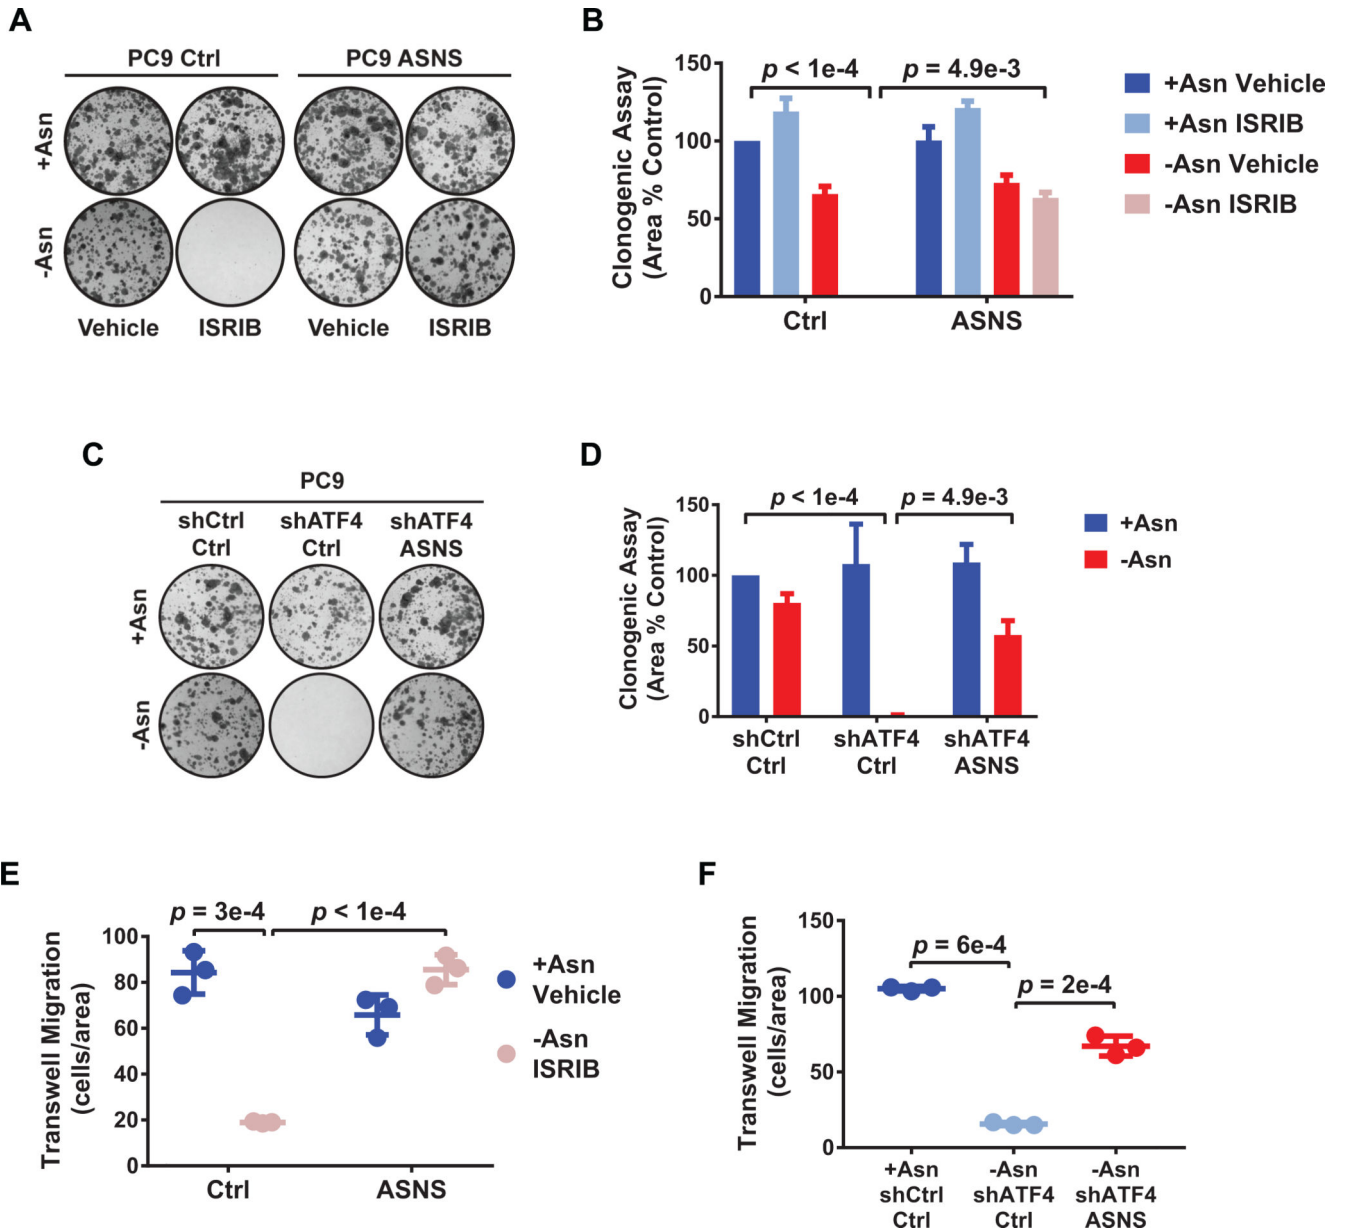 A
PC9 Ctrl
PC9 ASNS
+Asn
-Asn
Vehicle
ISRIB
Vehicle
ISRIB
B
Clonogenic Assay
(Area % Control)
150
100
50
0
p < 1e-4
p = 4.9e-3
Ctrl
ASNS
+Asn Vehicle
+Asn ISRIB
-Asn Vehicle
-Asn ISRIB
C
PC9
shCtrl
Ctrl
shATF4
Ctrl
shATF4
ASNS
+Asn
-Asn
D
Clonogenic Assay
(Area % Control)
150
100
50
0
p < 1e-4
p = 4.9e-3
shCtrl
Ctrl
shATF4
Ctrl
shATF4
ASNS
+Asn
-Asn
E
Transwell Migration
(cells/area)
100
80
60
40
20
0
p = 3e-4
p < 1e-4
Ctrl
ASNS
+Asn
Vehicle
-Asn
ISRIB
F
Transwell Migration
(cells/area)
150
100
50
0
p = 6e-4
p = 2e-4
+Asn
shCtrl
Ctrl
-Asn
shATF4
Ctrl
-Asn
shATF4
ASNS